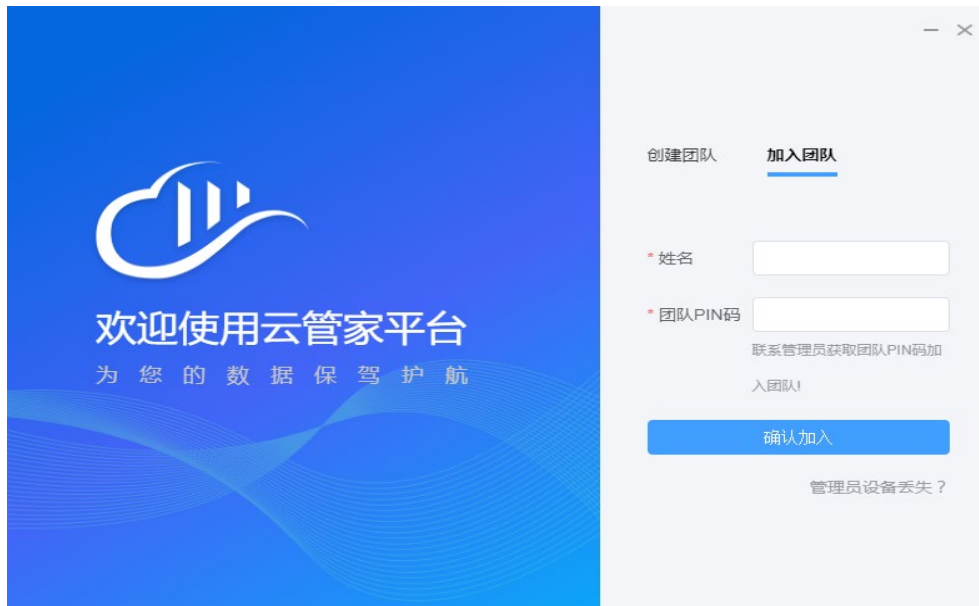 欢迎使用云管家平台
为您的数据保驾护航
创建团队 加入团队
* 姓名
* 团队PIN码
联系管理员获取团队PIN码加
入团队!
确认加入
管理员设备丢失？